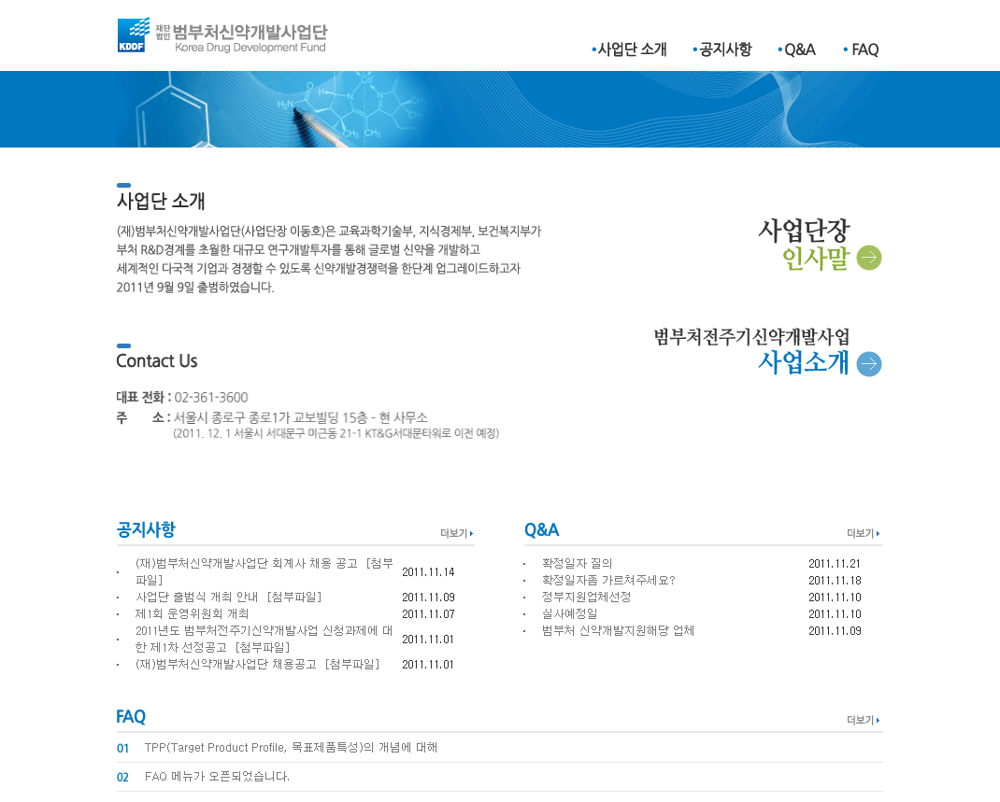 KDDF 재단법인 범부처신약개발사업단
Korea Drug Development Fund
사업단 소개 공지사항 Q&A FAQ
H₂N O H Co CH₃ CH₃
사업단 소개
(재)범부처신약개발사업단(사업단장 이동호)은 교육과학기술부, 지식경제부, 보건복지부가
부처 R&D경계를 초월한 대규모 연구개발투자를 통해 글로벌 신약을 개발하고
세계적인 다국적 기업과 경쟁할 수 있도록 신약개발경쟁력을 한단계 업그레이드하고자
2011년 9월 9일 출범하였습니다.
사업단장
인사말
범부처전주기신약개발사업
사업소개
Contact Us
대표 전화 : 02-361-3600
주 소 : 서울시 종로구 종로1가 교보빌딩 15층 - 현 사무소
(2011. 12. 1 서울시 서대문구 미근동 21-1 KT&G서대문타워로 이전 예정)
공지사항 더보기
(재)범부처신약개발사업단 회계사 채용 공고 [첨부
파일] 2011.11.14
사업단 출범식 개최 안내 [첨부파일] 2011.11.09
제1회 운영위원회 개최 2011.11.07
2011년도 범부처전주기신약개발사업 신청과제에 대
한 제1차 선정공고 [첨부파일] 2011.11.01
(재)범부처신약개발사업단 채용공고 [첨부파일] 2011.11.01
Q&A 더보기
확정일자 질의 2011.11.21
확정일자좀 가르쳐주세요? 2011.11.18
정부지원업체선정 2011.11.10
실사예정일 2011.11.10
범부처 신약개발지원해당 업체 2011.11.09
FAQ 더보기
01 TPP(Target Product Profile, 목표제품특성)의 개념에 대해
02 FAQ 메뉴가 오픈되었습니다.